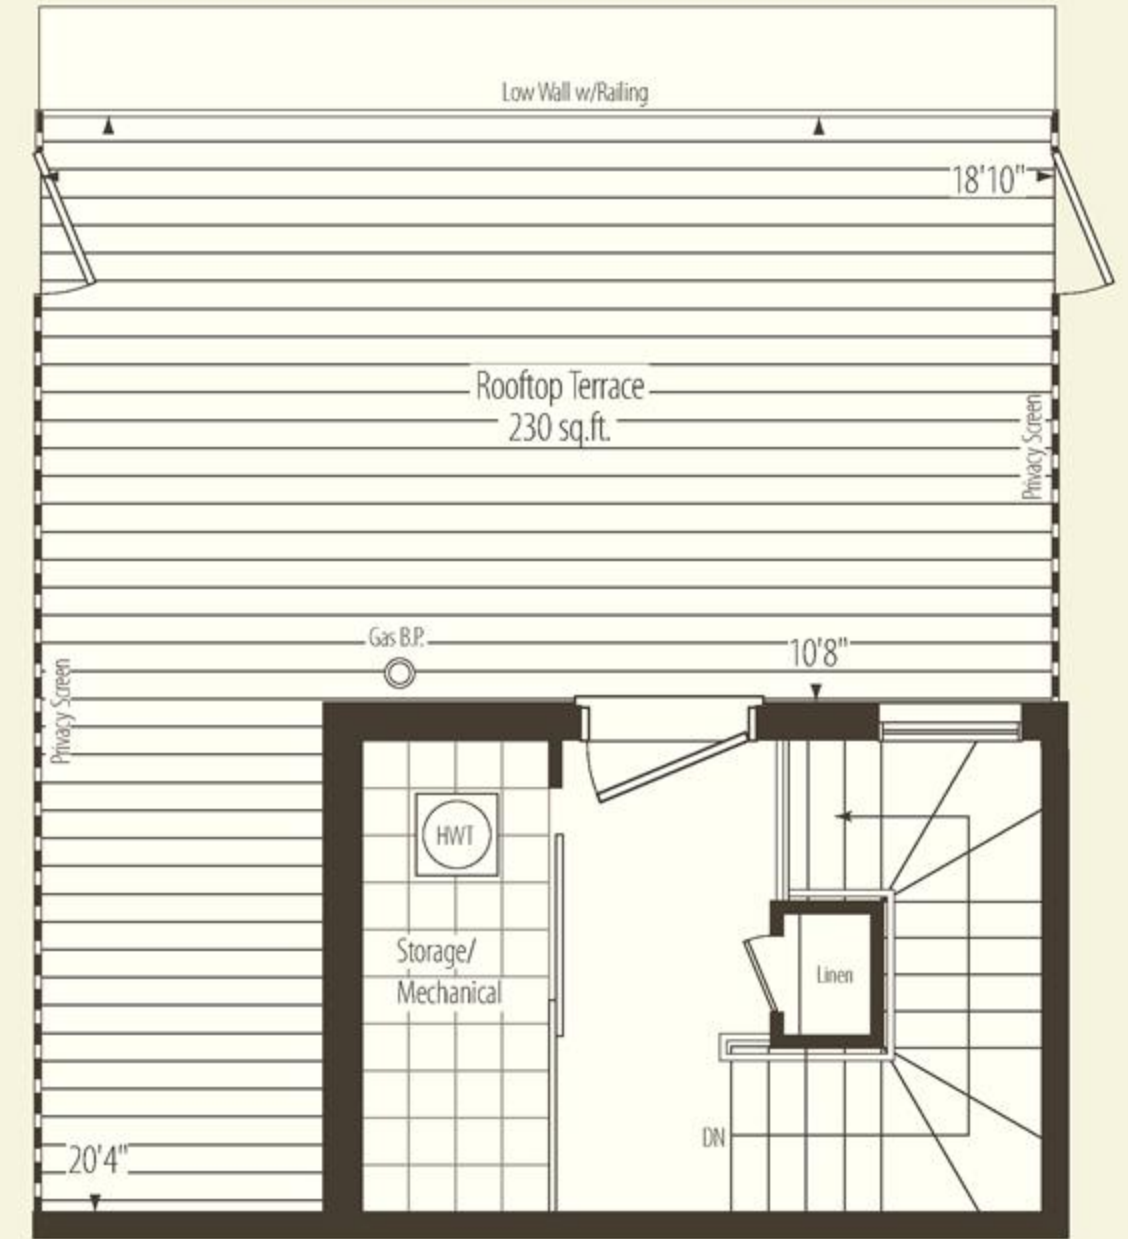 Low Wall w/Railing
18'10"
Rooftop Terrace
230 sq.ft.
Privacy Screen
Gas B.P.
10'8"
Privacy Screen
HWT
Storage/
Mechanical
Linen
DN
20'4"